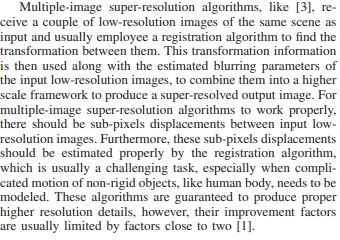 Multiple-image super-resolution algorithms, like [3], re-
ceive a couple of low-resolution images of the same scene as
input and usually employee a registration algorithm to find the
transformation between them. This transformation information
is then used along with the estimated blurring parameters of
the input low-resolution images, to combine them into a higher
scale framework to produce a super-resolved output image. For
multiple-image super-resolution algorithms to work properly,
there should be sub-pixels displacements between input low-
resolution images. Furthermore, these sub-pixels displacements
should be estimated properly by the registration algorithm,
which is usually a challenging task, especially when compli-
cated motion of non-rigid objects, like human body, needs to be
modeled. These algorithms are guaranteed to produce proper
higher resolution details, however, their improvement factors
are usually limited by factors close to two [1].